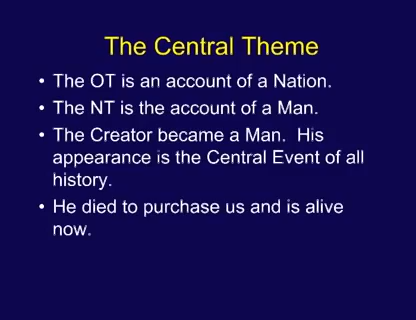 The Central Theme
• The OT is an account of a Nation.
• The NT is the account of a Man.
• The Creator became a Man.  His
appearance is the Central Event of all
history.
• He died to purchase us and is alive
now.